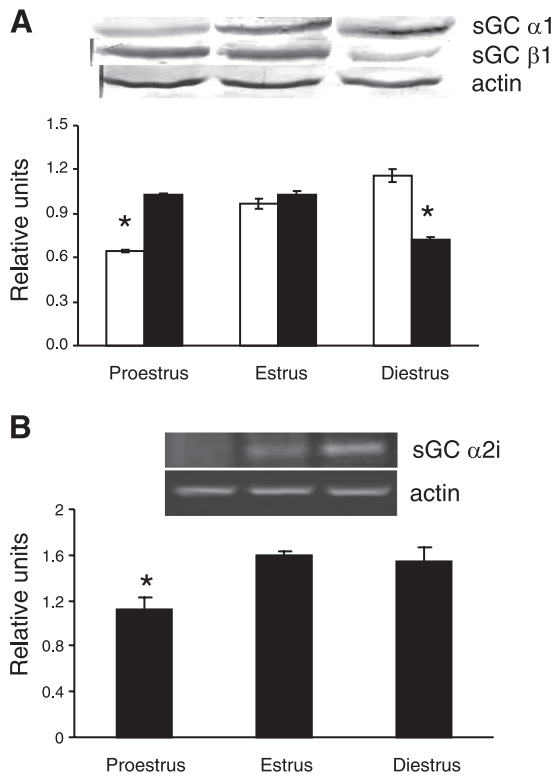 A
sGC α1
sGC β1
actin
Relative units
1.5
1.2
0.9
0.6
0.3
0.0
*
*
Proestrus Estrus Diestrus
B
sGC α2i
actin
Relative units
2
1.6
1.2
0.8
0.4
0
*
Proestrus Estrus Diestrus